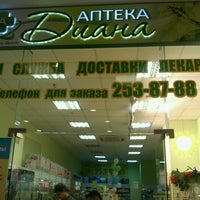 АПТЕКА
Диана
СЛУЖБА ДОСТАВКИ ЛЕКАР
Телефон для заказа 253-87-88